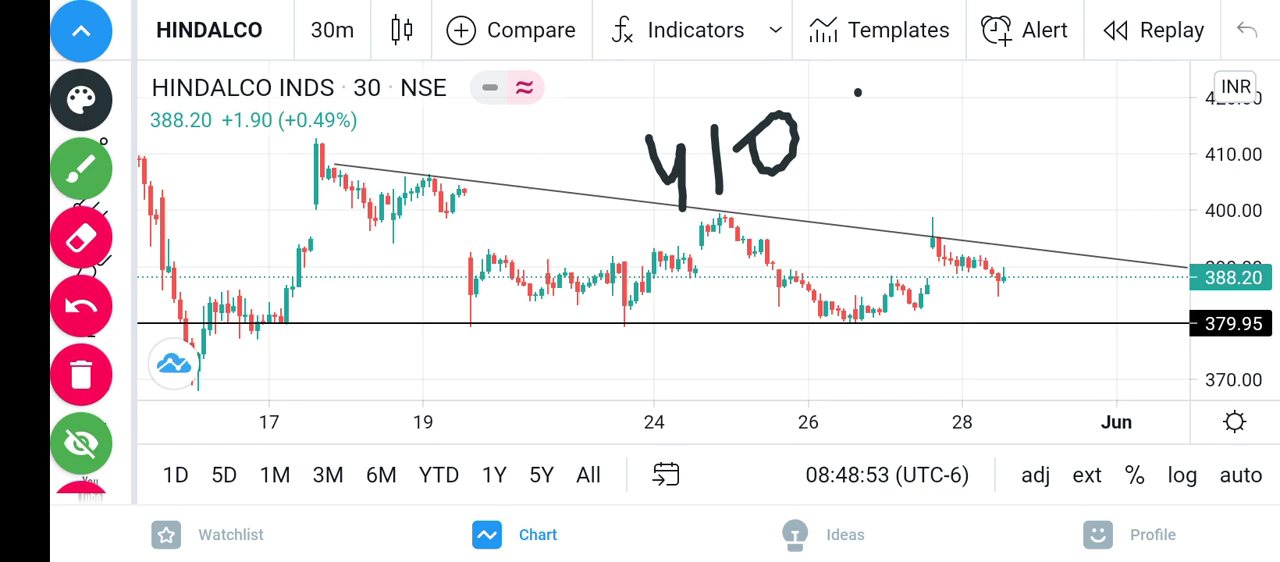 HINDALCO 30m Compare Indicators Templates Alert Replay
HINDALCO INDS · 30 · NSE
INR
388.20 +1.90 (+0.49%)
410
410.00
400.00
388.20
379.95
370.00
17 19 24 26 28 Jun
1D 5D 1M 3M 6M YTD 1Y 5Y All 08:48:53 (UTC-6) adj ext % log auto
Watchlist Chart Ideas Profile